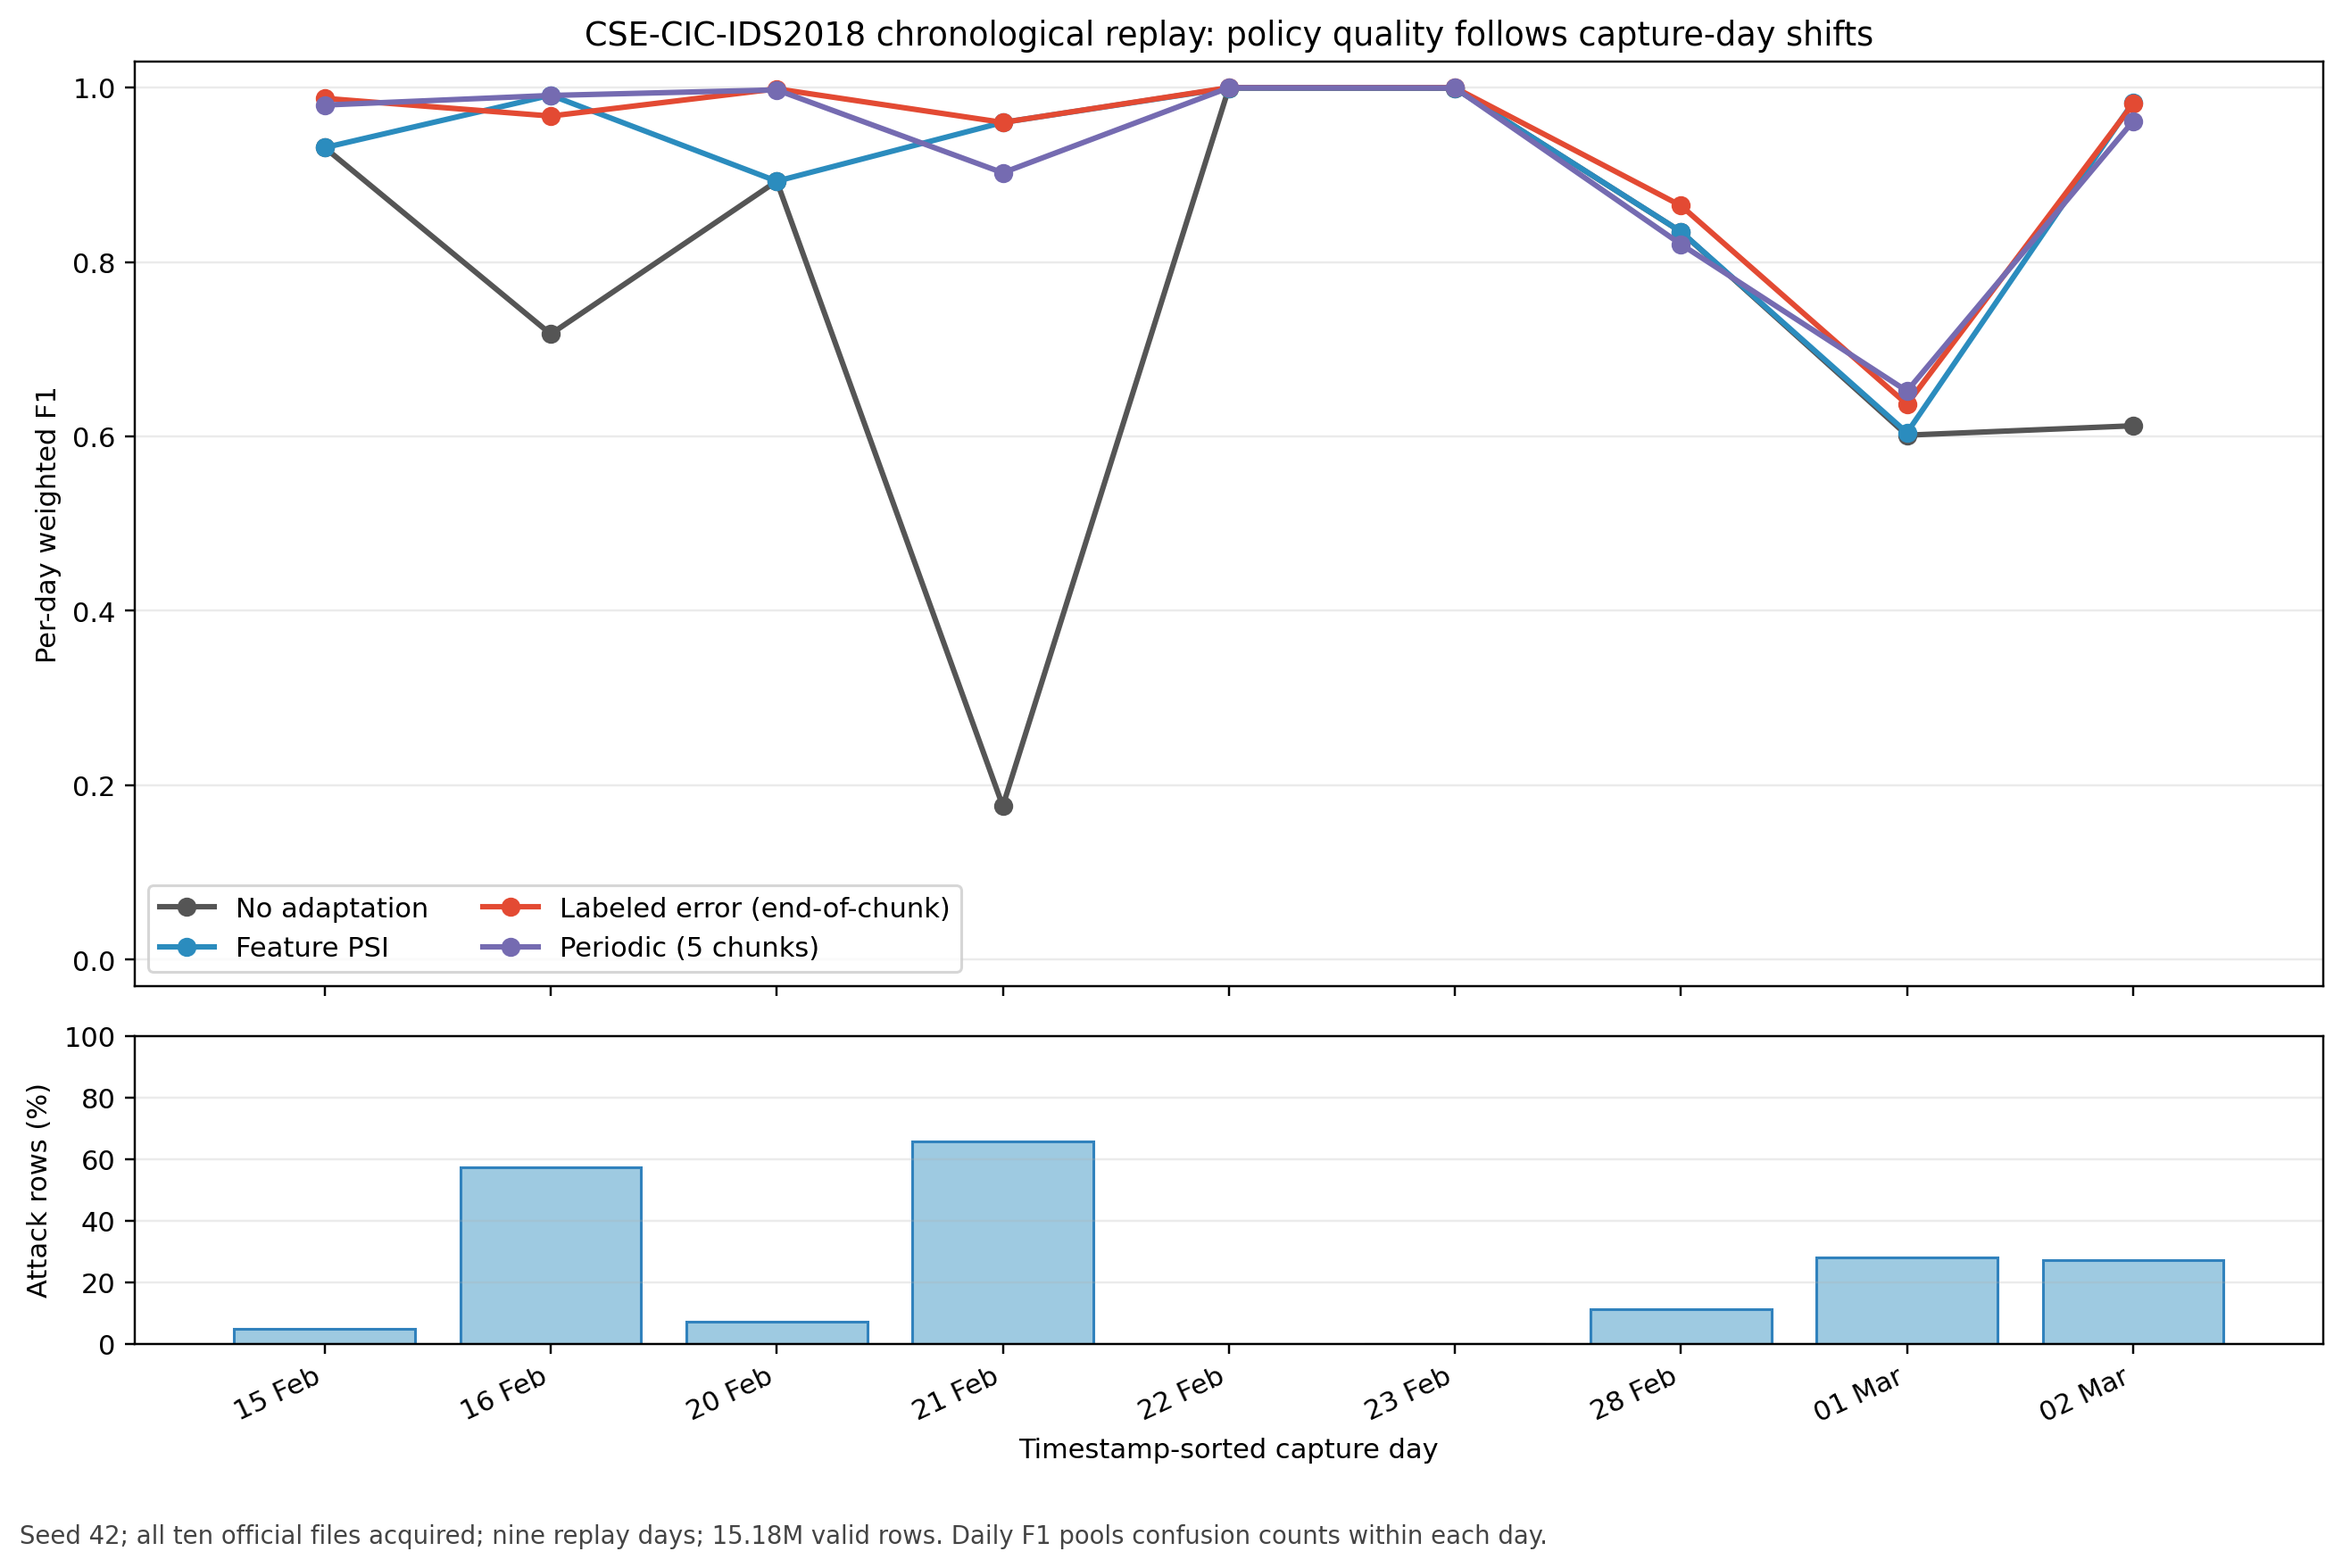 CSE-CIC-IDS2018 chronological replay: policy quality follows capture-day shifts
Per-day weighted F1
1.0
0.8
0.6
0.4
0.2
0.0
No adaptation
Feature PSI
Labeled error (end-of-chunk)
Periodic (5 chunks)
Attack rows (%)
100
80
60
40
20
0
15 Feb
16 Feb
20 Feb
21 Feb
22 Feb
23 Feb
28 Feb
01 Mar
02 Mar
Timestamp-sorted capture day
Seed 42; all ten official files acquired; nine replay days; 15.18M valid rows. Daily F1 pools confusion counts within each day.